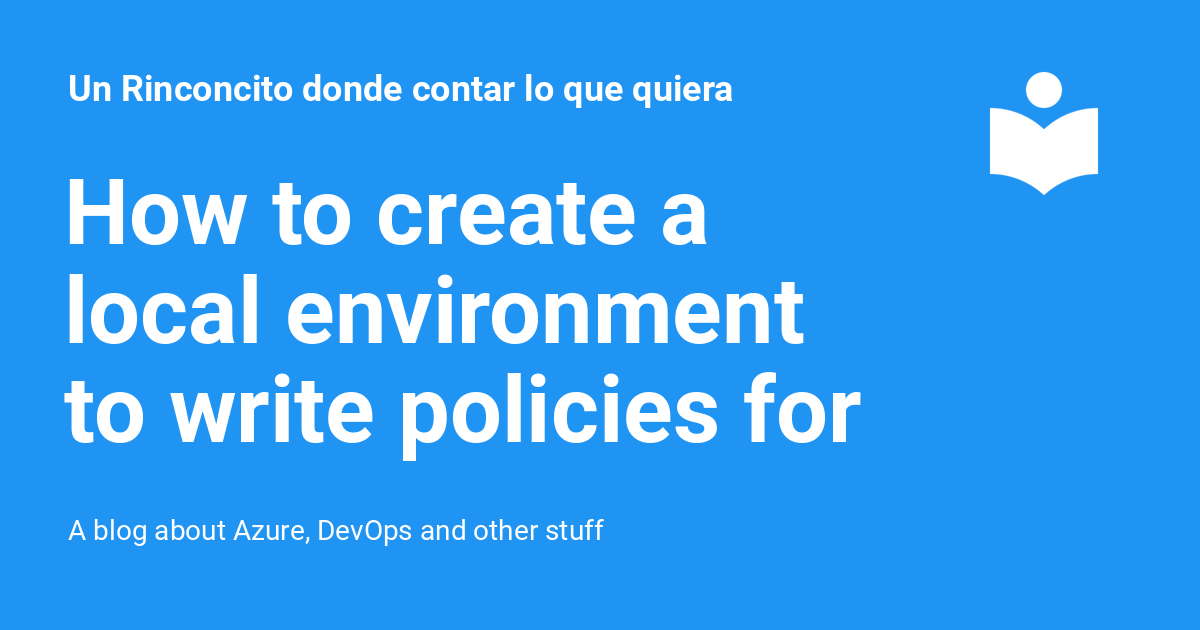 Un Rinconcito donde contar lo que quiera
How to create a
local environment
to write policies for
A blog about Azure, DevOps and other stuff